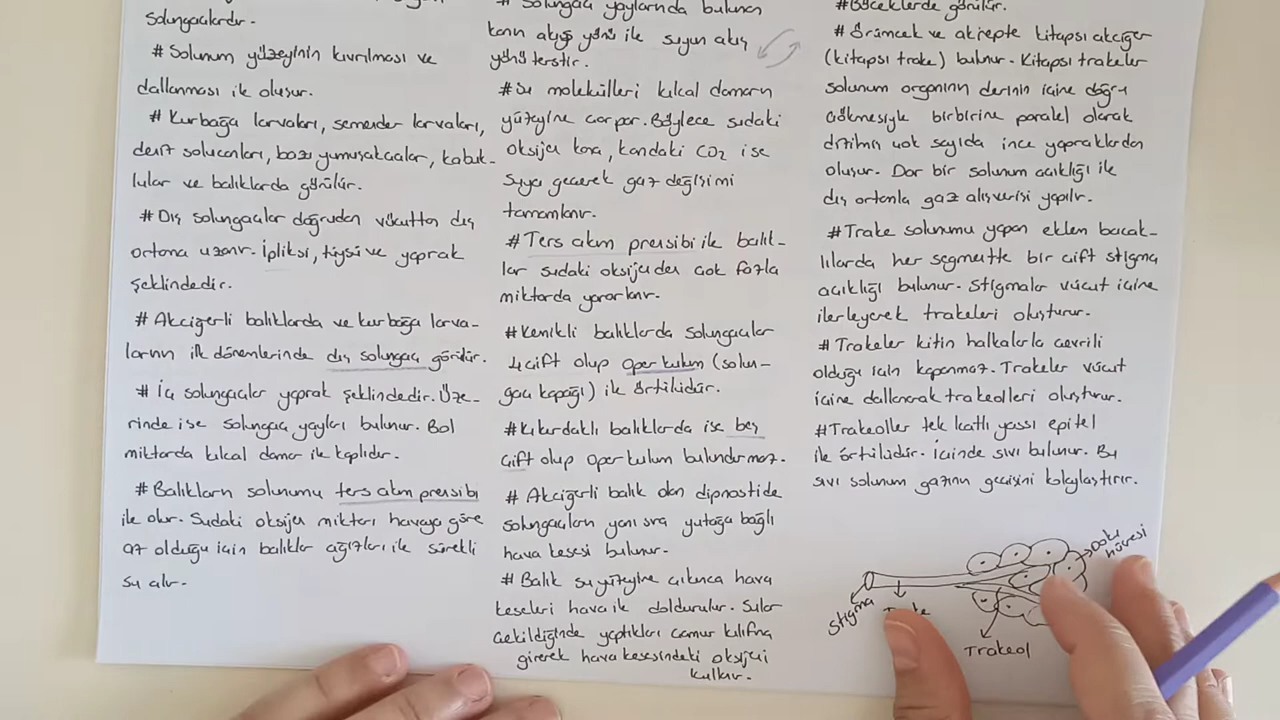 Solungaçlardır.
# Solunum yüzeyinin kıvrılması ve
dallanması ile oluşur.
# Kurbağa larvaları, semender larvaları,
deniz solucanları, bazı yumuşakçalar, kabuk-
lular ve balıklarda görülür.
# Dış solungaçlar doğrudan vücuttan dış
ortama uzanır. İpliksi, tüysü ve yaprak
şeklindedir.
# Akciğerli balıklarda ve kurbağa larva-
larının ilk dönemlerinde dış solungaç görülür.
# İç solungaçlar yaprak şeklindedir. Üze-
rinde ise solungaç yayları bulunur. Bol
miktarda kılcal damar ile kaplıdır.
# Balıkların solunumu ters akım prensibi
ile olur. Sudaki oksijen miktarı havaya göre
az olduğu için balıklar ağızları ile sürekli
su alır.
# Solungaç yaylarında bulunan
kanın akış yönü ile suyun akış
yönü terstir.
# Su molekülleri kılcal damarın
yüzeyine çarpar. Böylece sudaki
oksijen kana, kandaki CO2 ise
suya geçerek gaz değişimi
tamamlanır.
# Ters akım prensibi ile balık-
lar sudaki oksijenden çok fazla
miktarda yararlanır.
# Kemikli balıklarda solungaçlar
4 çift olup operkulum (solun-
gaç kapağı) ile örtülüdür.
# Kıkırdaklı balıklarda ise beş
çift olup operkulum bulundurmaz.
# Akciğerli balık olan dipnoitide
solungaçların yanı sıra yutağa bağlı
hava kesesi bulunur.
# Balık su yüzeyine çıkınca hava
keseleri hava ile doldurulur. Sular
çekildiğinde yaptıkları çamur kılıfına
girerek hava kesesindeki oksijeni
kullanır.
# Böceklerde görülür.
# Örümcek ve akrepte kitapsı akciğer
(kitapsı trake) bulunur. Kitapsı trakeler
solunum organının derinin içine doğru
çökmesiyle birbirine paralel olarak
dizilmiş çok sayıda ince yapraklardan
oluşur. Dar bir solunum açıklığı ile
dış ortamla gaz alışverişi yapılır.
# Trake solunumu yapan eklem bacak-
lılarda her segmentte bir çift stigma
açıklığı bulunur. Stigmalar vücut içine
ilerleyerek trakeleri oluşturur.
# Trakeler kitin halkalarla çevrili
olduğu için kapanmaz. Trakeler vücut
içine dallanarak trakeolleri oluşturur.
# Trakeoller tek katlı yassı epitel
ile örtülüdür. İçinde sıvı bulunur. Bu
sıvı solunum gazının geçişini kolaylaştırır.
Doku
hücresi
Stigma
Trakeol